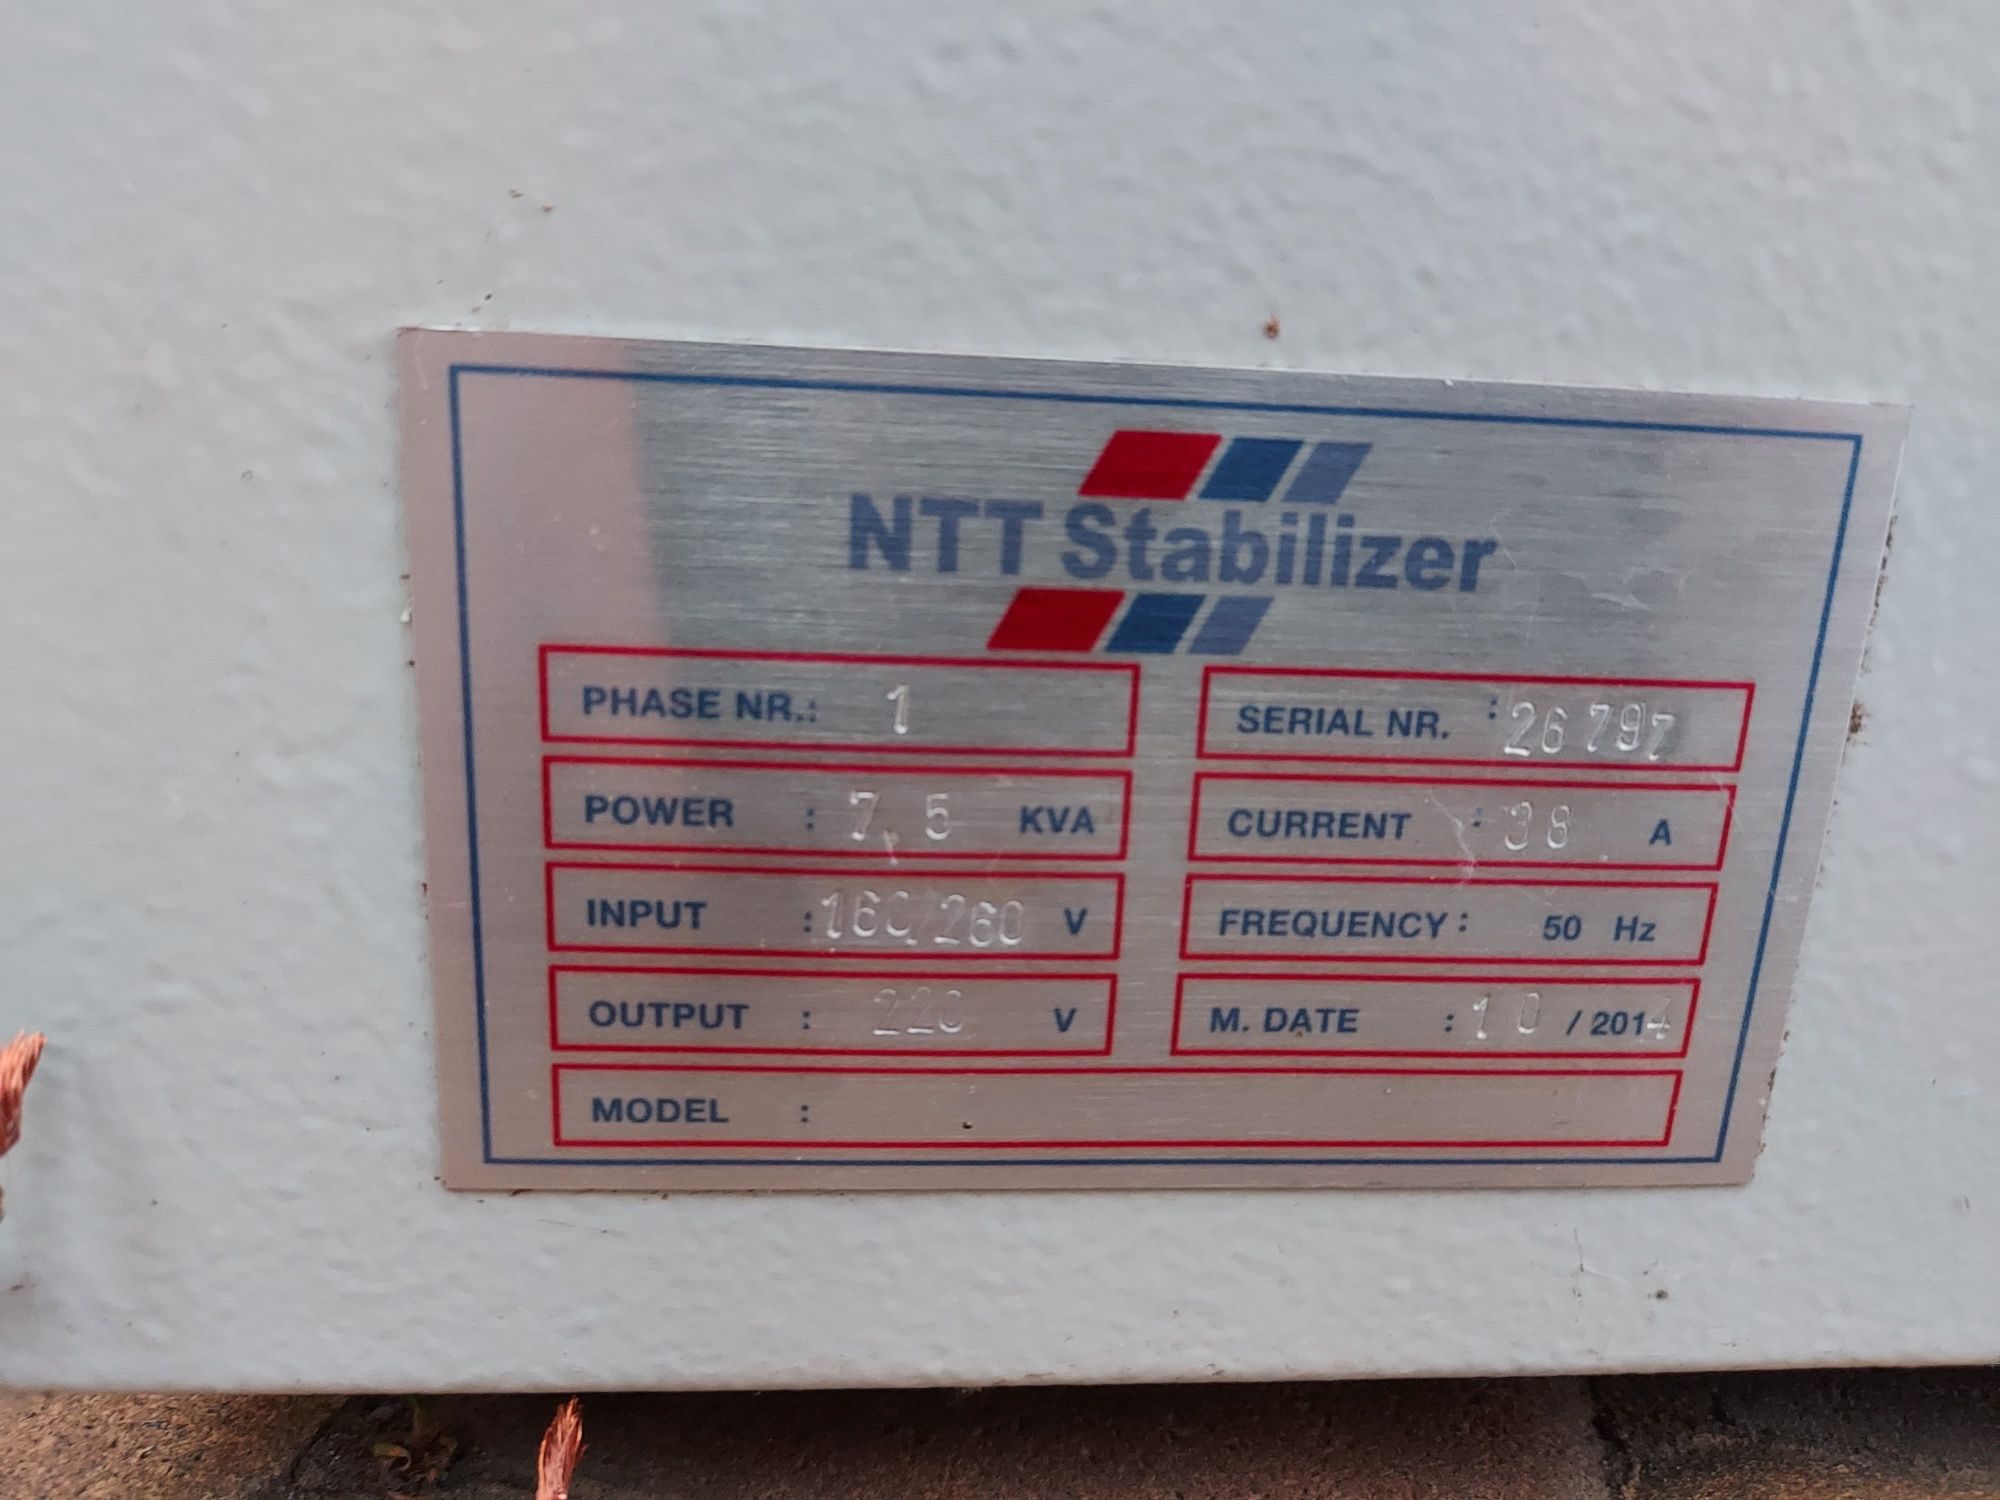 NTT Stabilizer
PHASE NR.: 1
SERIAL NR. : 26797
POWER : 7.5 KVA
CURRENT : 38 A
INPUT : 160/260 V
FREQUENCY : 50 Hz
OUTPUT : 220 V
M. DATE : 10 / 2014
MODEL :